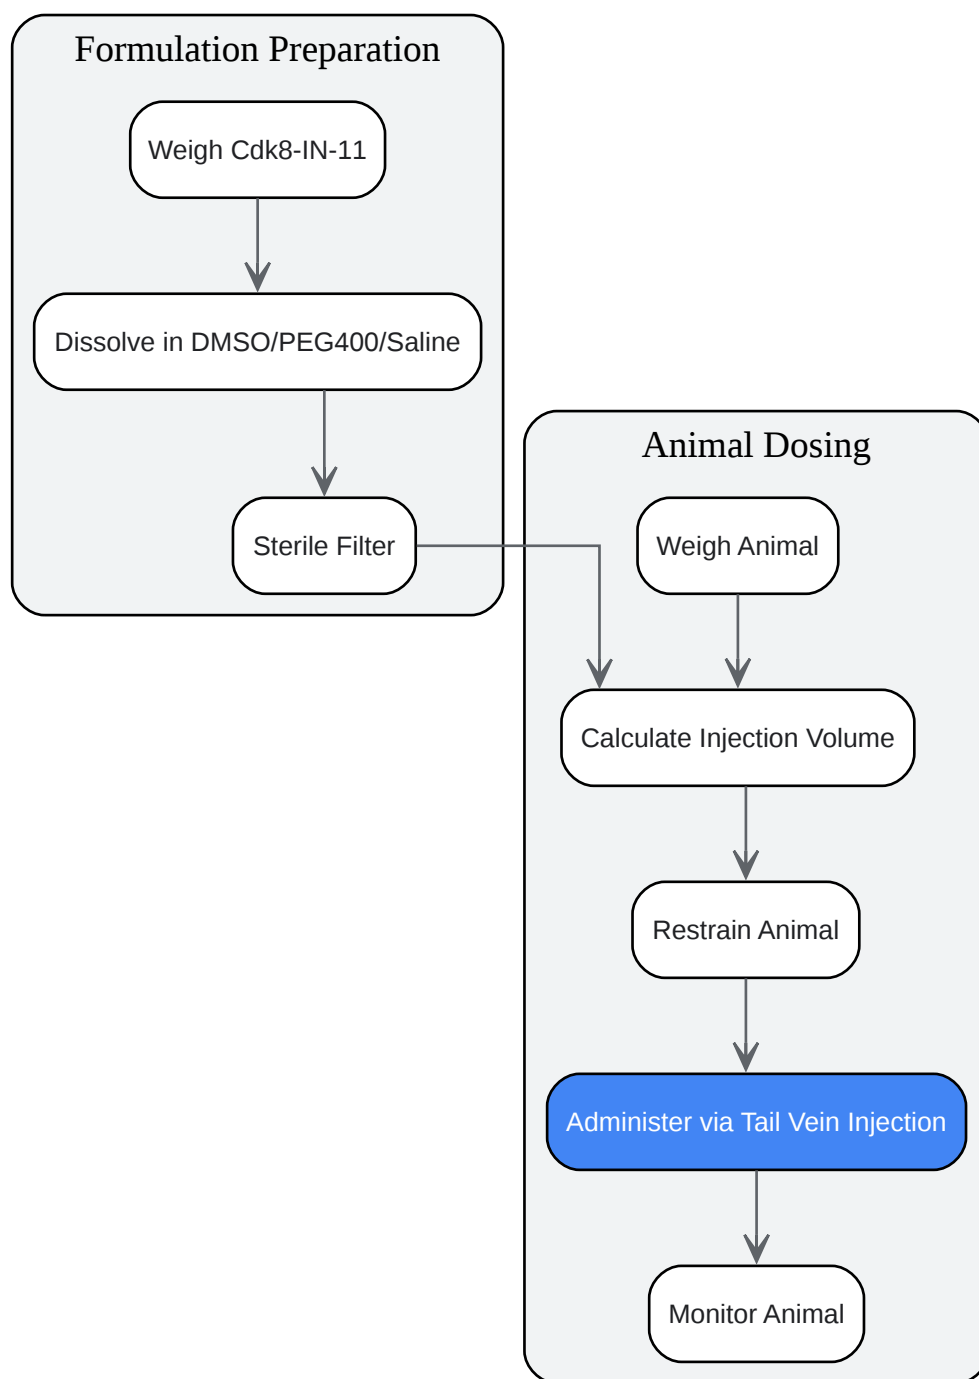 Formulation Preparation
Weigh Cdk8-IN-11
Dissolve in DMSO/PEG400/Saline
Sterile Filter
Animal Dosing
Weigh Animal
Calculate Injection Volume
Restrain Animal
Administer via Tail Vein Injection
Monitor Animal